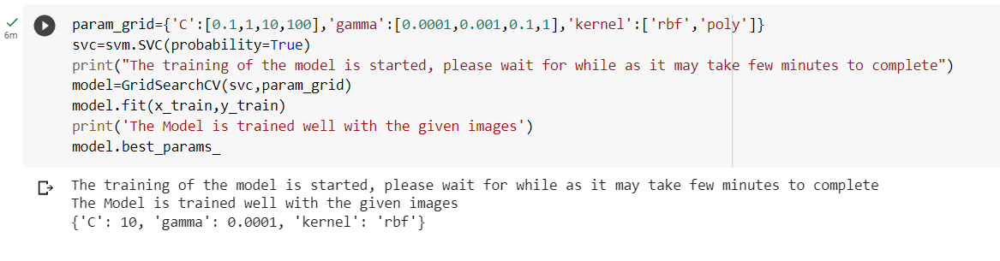 param_grid={'C':[0.1,1,10,100],'gamma':[0.0001,0.001,0.1,1],'kernel':['rbf','poly']}
svc=svm.SVC(probability=True)
print("The training of the model is started, please wait for while as it may take few minutes to complete")
model=GridSearchCV(svc,param_grid)
model.fit(x_train,y_train)
print('The Model is trained well with the given images')
model.best_params_
6m
The training of the model is started, please wait for while as it may take few minutes to complete
The Model is trained well with the given images
{'C': 10, 'gamma': 0.0001, 'kernel': 'rbf'}